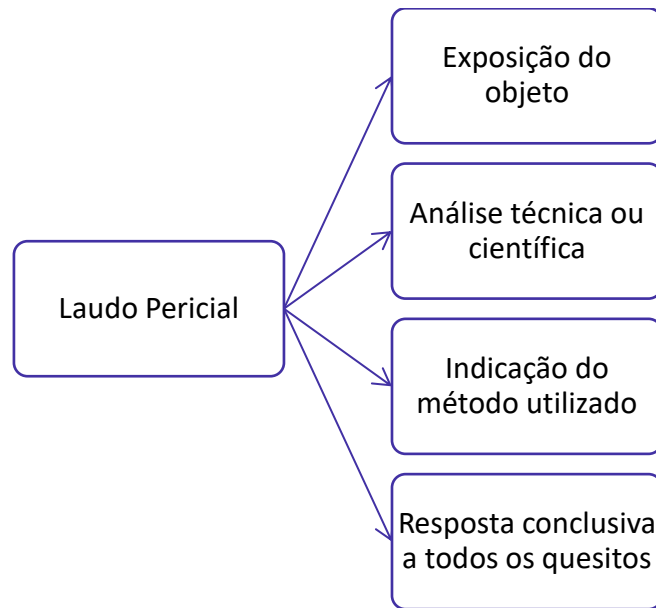 Exposição do
objeto
Análise técnica ou
científica
Laudo Pericial
Indicação do
método utilizado
Resposta conclusiva
a todos os quesitos